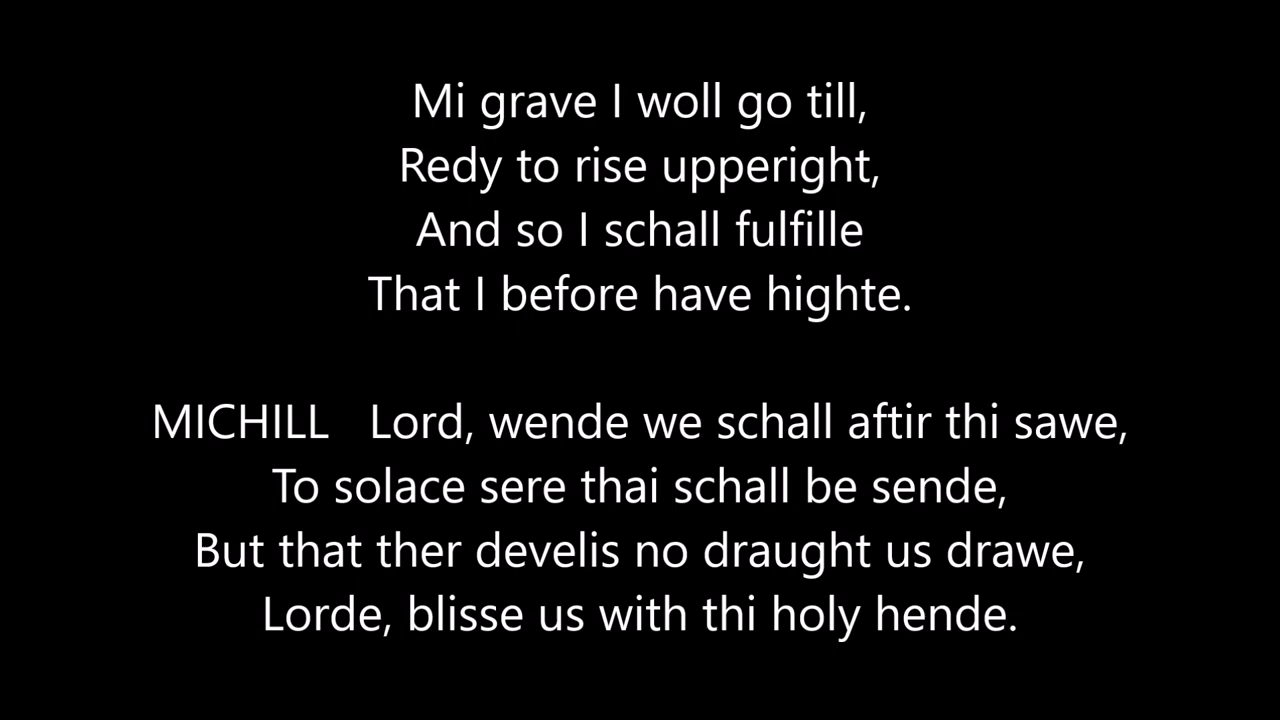 Mi grave I woll go till,
Redy to rise upperight,
And so I schall fulfille
That I before have highte.
MICHILL Lord, wende we schall aftir thi sawe,
To solace sere thai schall be sende,
But that ther develis no draught us drawe,
Lorde, blisse us with thi holy hende.